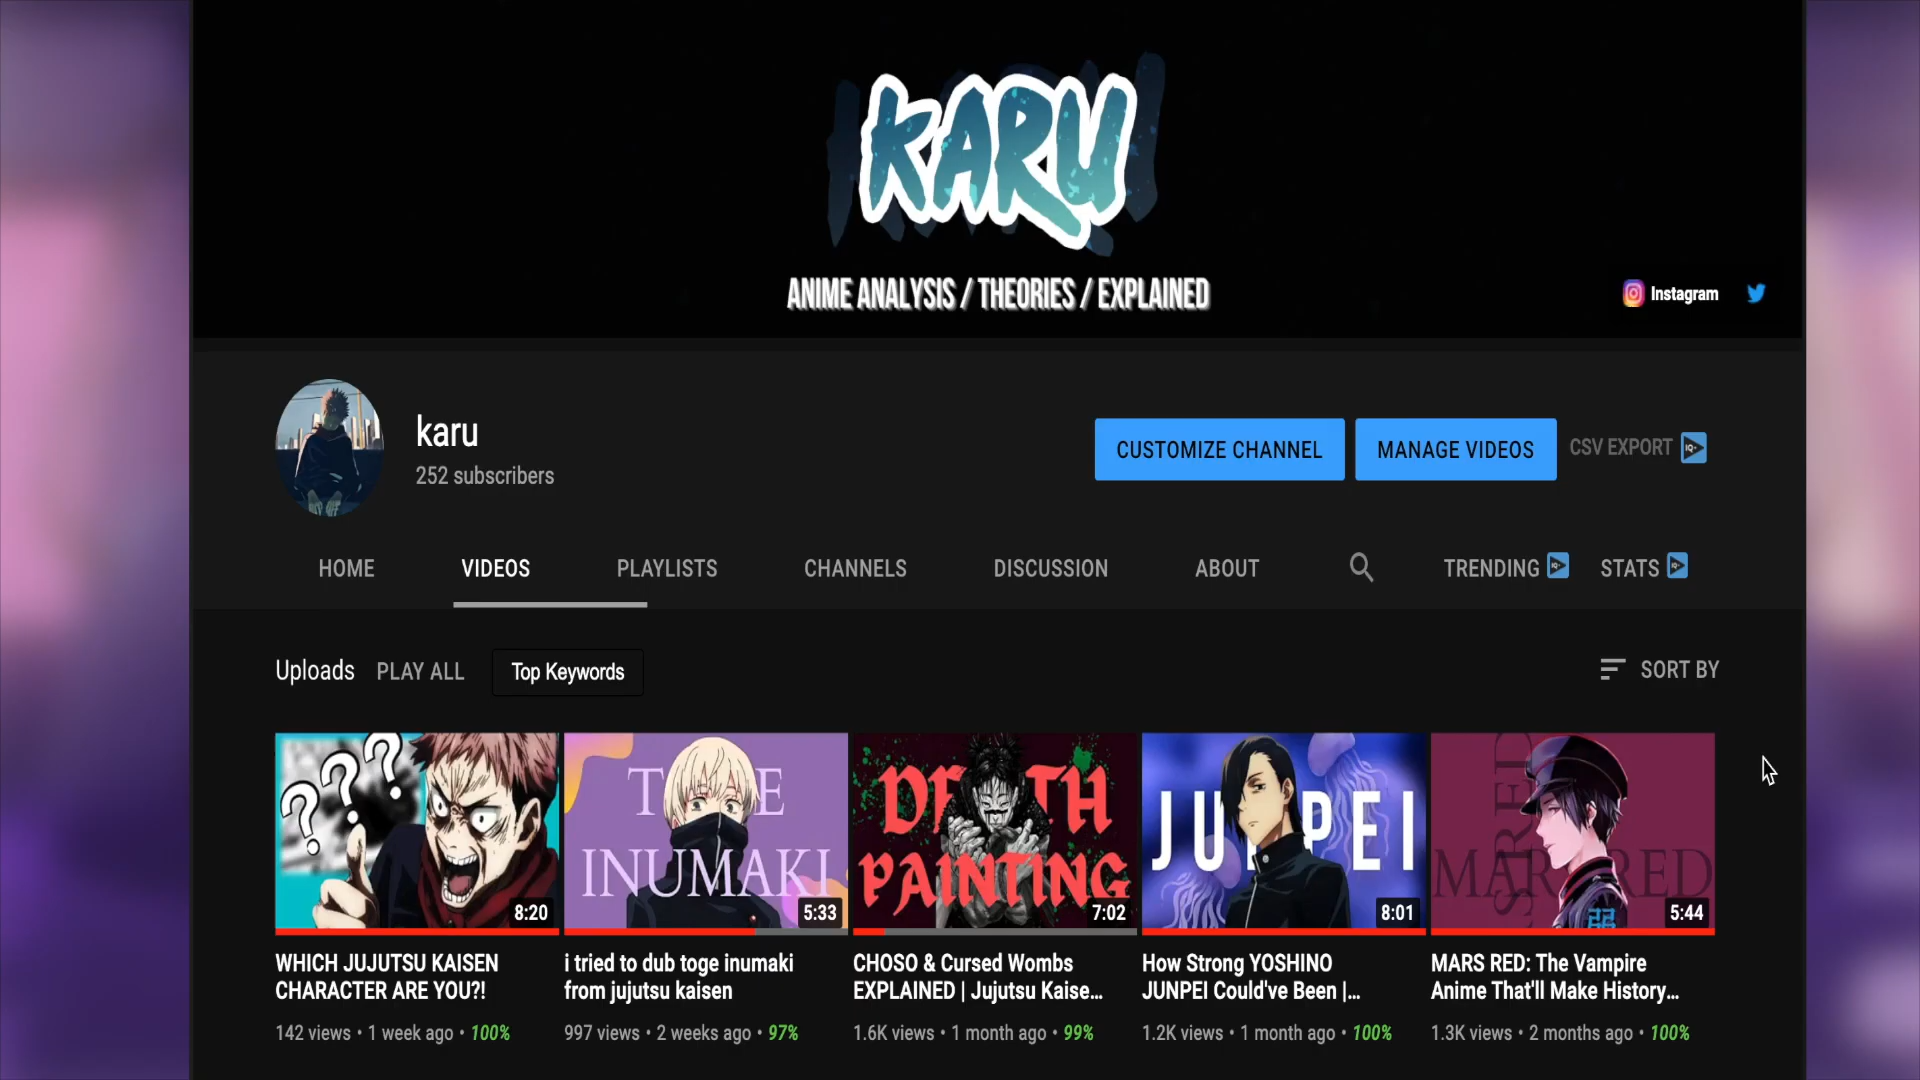 KARU
ANIME ANALYSIS / THEORIES / EXPLAINED
Instagram
karu
252 subscribers
CUSTOMIZE CHANNEL
MANAGE VIDEOS
CSV EXPORT
HOME
VIDEOS
PLAYLISTS
CHANNELS
DISCUSSION
ABOUT
TRENDING
STATS
Uploads
PLAY ALL
Top Keywords
SORT BY
???
8:20
INUMAKI
5:33
DEATH
PAINTING
7:02
JUNPEI
8:01
MARS RED
5:44
WHICH JUJUTSU KAISEN
CHARACTER ARE YOU?!
142 views • 1 week ago • 100%
i tried to dub toge inumaki
from jujutsu kaisen
997 views • 2 weeks ago • 97%
CHOSO & Cursed Wombs
EXPLAINED | Jujutsu Kaise...
1.6K views • 1 month ago • 99%
How Strong YOSHINO
JUNPEI Could've Been |...
1.2K views • 1 month ago • 100%
MARS RED: The Vampire
Anime That'll Make History...
1.3K views • 2 months ago • 100%